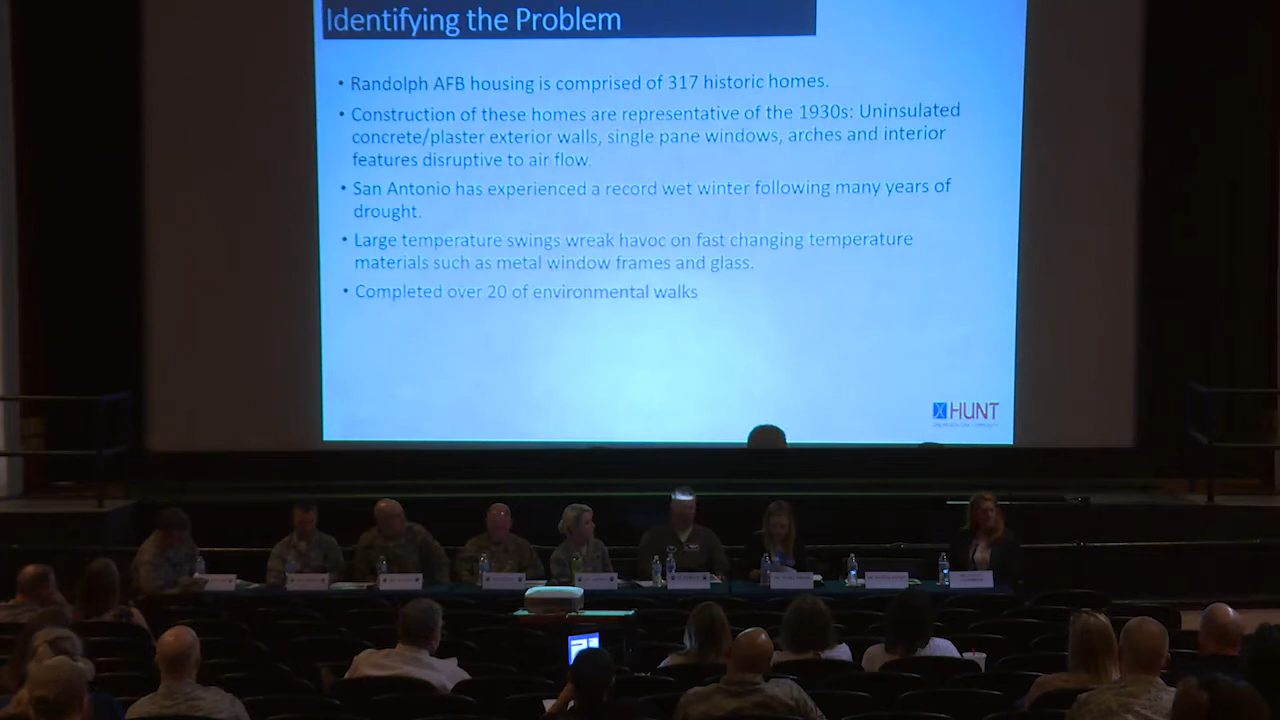 Identifying the Problem
• Randolph AFB housing is comprised of 317 historic homes.
• Construction of these homes are representative of the 1930s: Uninsulated
concrete/plaster exterior walls, single pane windows, arches and interior
features disruptive to air flow.
• San Antonio has experienced a record wet winter following many years of
drought.
• Large temperature swings wreak havoc on fast changing temperature
materials such as metal window frames and glass.
• Completed over 20 of environmental walks
HUNT